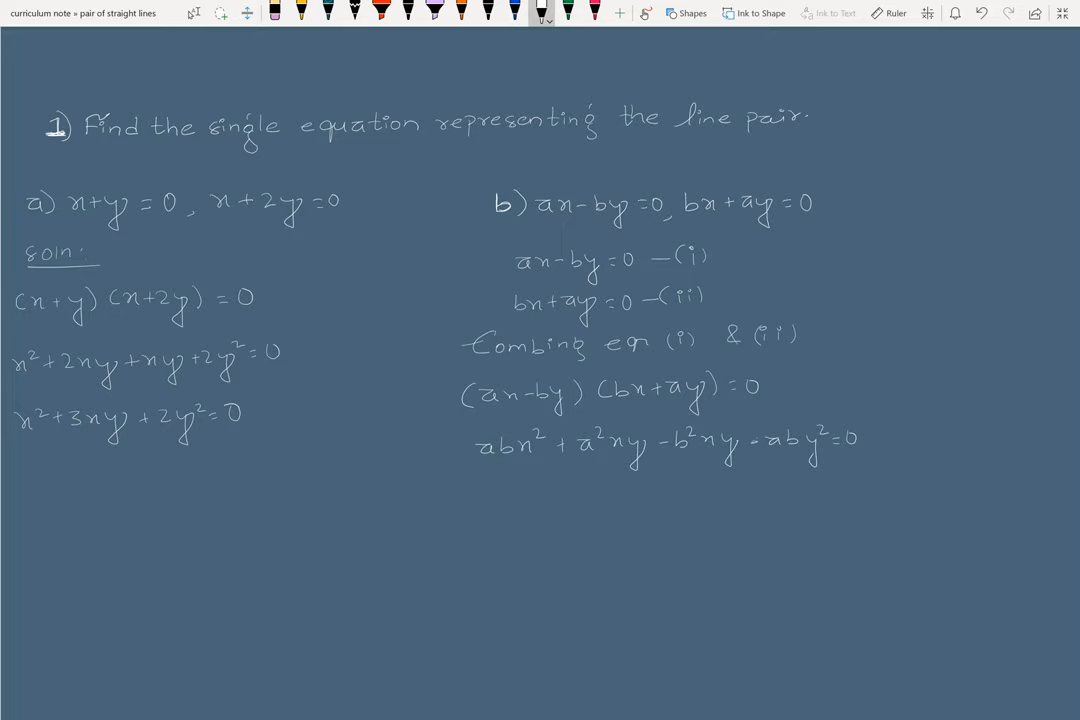 curriculum note » pair of straight lines
Shapes Ink to Shape Ink to Text Ruler
1) Find the single equation representing the line pair.
a) x+y = 0, x + 2y = 0
soln:
(x + y) (x+2y) = 0
x² + 2xy + xy + 2y² = 0
x² + 3xy + 2y² = 0
b) ax - by = 0, bx + ay = 0
ax - by = 0 — (i)
bx + ay = 0 — (ii)
Combing eqn (i) & (ii)
(ax - by) (bx + ay) = 0
abx² + a²xy - b²xy - aby² = 0